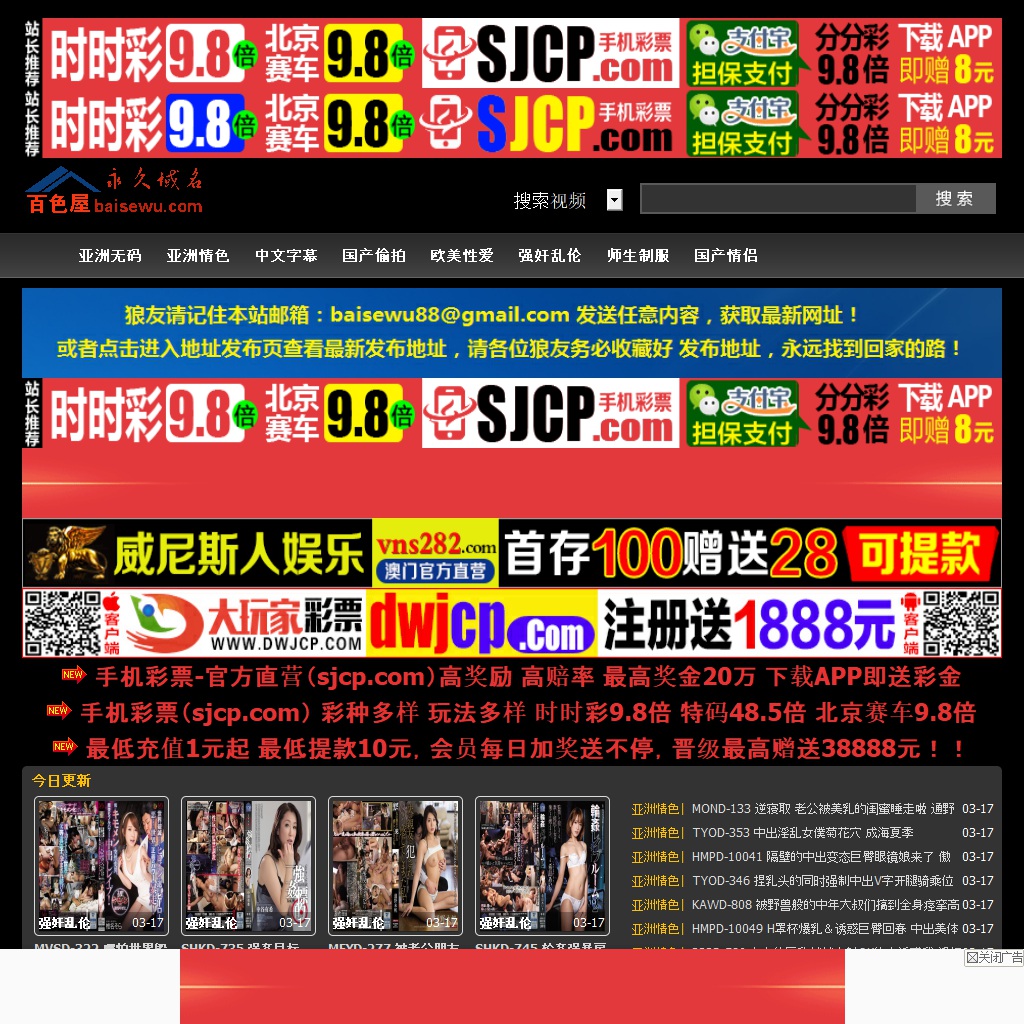 站长推荐 时时彩9.8倍 北京赛车9.8倍 SJCP.com 手机彩票 支付宝 担保支付 分分彩9.8倍 下载APP 即赠8元
站长推荐 时时彩9.8倍 北京赛车9.8倍 SJCP.com 手机彩票 支付宝 担保支付 分分彩9.8倍 下载APP 即赠8元
百色屋 永久域名 baisewu.com
搜索视频 搜 索
亚洲无码 亚洲情色 中文字幕 国产偷拍 欧美性爱 强奸乱伦 师生制服 国产情侣
狼友请记住本站邮箱:baisewu88@gmail.com 发送任意内容,获取最新网址!
或者点击进入地址发布页查看最新发布地址,请各位狼友务必收藏好 发布地址,永远找到回家的路!
站长推荐 时时彩9.8倍 北京赛车9.8倍 SJCP.com 手机彩票 支付宝 担保支付 分分彩9.8倍 下载APP 即赠8元
威尼斯人娱乐 vns282.com 澳门官方直营 首存100赠送28 可提款
客户端 大玩家彩票 WWW.DWJCP.COM dwjcp.Com 注册送1888元 客户端
NEW 手机彩票-官方直营(sjcp.com)高奖励 高赔率 最高奖金20万 下载APP即送彩金
NEW 手机彩票(sjcp.com) 彩种多样 玩法多样 时时彩9.8倍 特码48.5倍 北京赛车9.8倍
NEW 最低充值1元起 最低提款10元, 会员每日加奖送不停, 晋级最高赠送38888元！！
今日更新
强奸乱伦 03-17
强奸乱伦 03-17
强奸乱伦 03-17
强奸乱伦 03-17
亚洲情色| MOND-133 逆寝取 老公被美乳的闺蜜睡走啦 通野 03-17
亚洲情色| TYOD-353 中出淫乱女僕菊花穴 成海夏季 03-17
亚洲情色| HMPD-10041 隔壁的中出变态巨臀眼镜娘来了 03-17
亚洲情色| TYOD-346 捏乳头的同时强制中出V字开腿骑乘位 03-17
亚洲情色| KAWD-808 被野兽般的中年大叔们搞到全身痉挛高 03-17
亚洲情色| HMPD-10049 H罩杯爆乳＆诱惑巨臀回春 中出美体 03-17
关闭广告